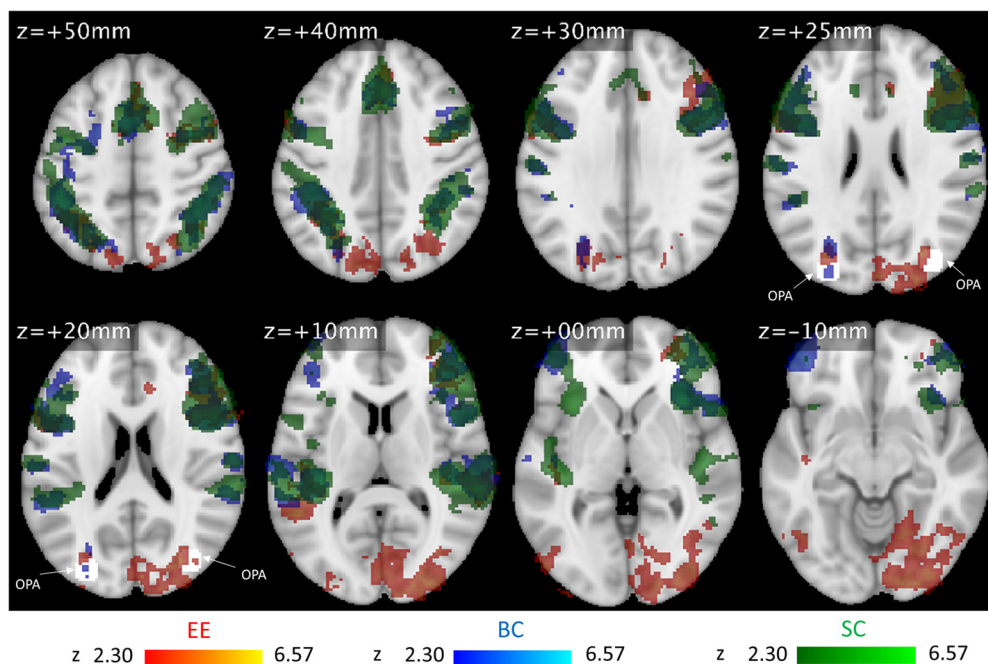 z=+50mm
z=+40mm
z=+30mm
z=+25mm
OPA
OPA
z=+20mm
z=+10mm
z=+00mm
z=-10mm
OPA
OPA
EE
BC
SC
z 2.30 6.57
2.30 6.57
z 2.30 6.57